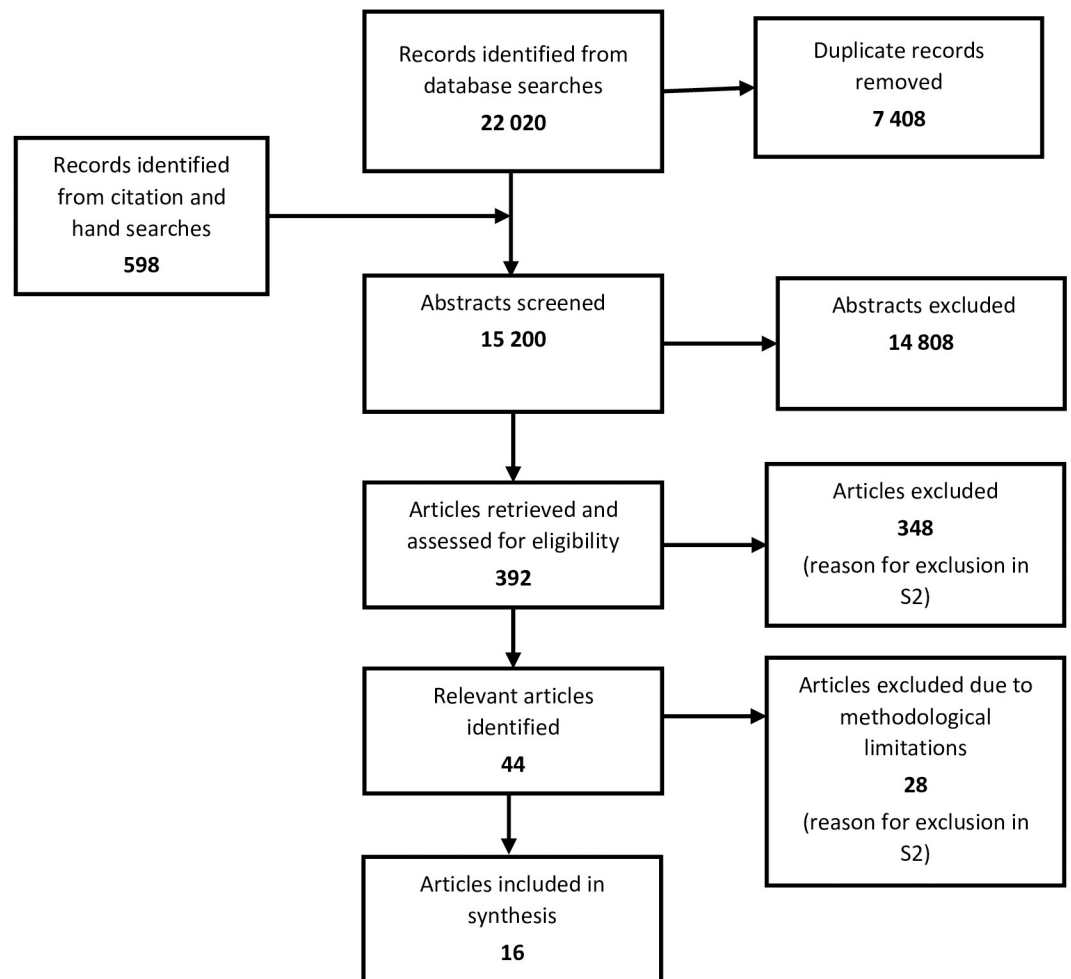 Records identified from
database searches
22 020
Duplicate records
removed
7 408
Records identified
from citation and
hand searches
598
Abstracts screened
15 200
Abstracts excluded
14 808
Articles retrieved and
assessed for eligibility
392
Articles excluded
348
(reason for exclusion in
S2)
Relevant articles
identified
44
Articles excluded due to
methodological
limitations
28
(reason for exclusion in
S2)
Articles included in
synthesis
16